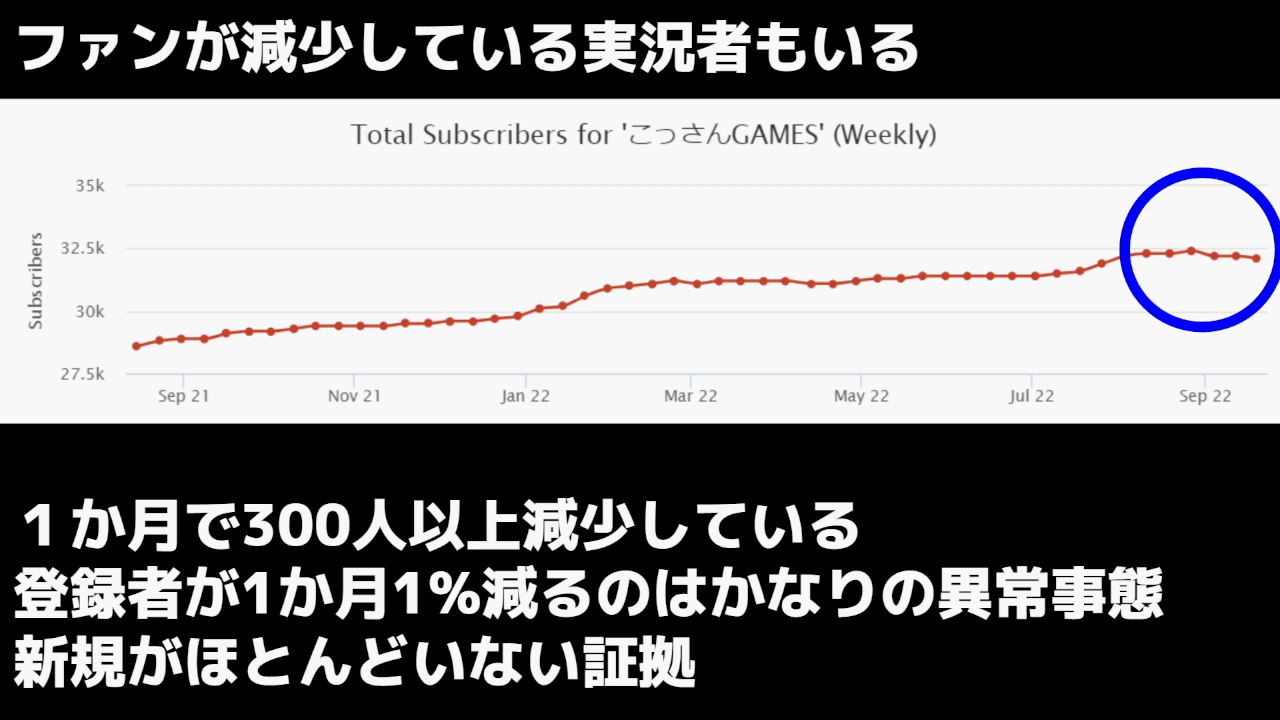 ファンが減少している実況者もいる
Total Subscribers for 'こっさんGAMES' (Weekly)
Subscribers
35k
32.5k
30k
27.5k
Sep 21
Nov 21
Jan 22
Mar 22
May 22
Jul 22
Sep 22
１か月で300人以上減少している
登録者が1か月1%減るのはかなりの異常事態
新規がほとんどいない証拠